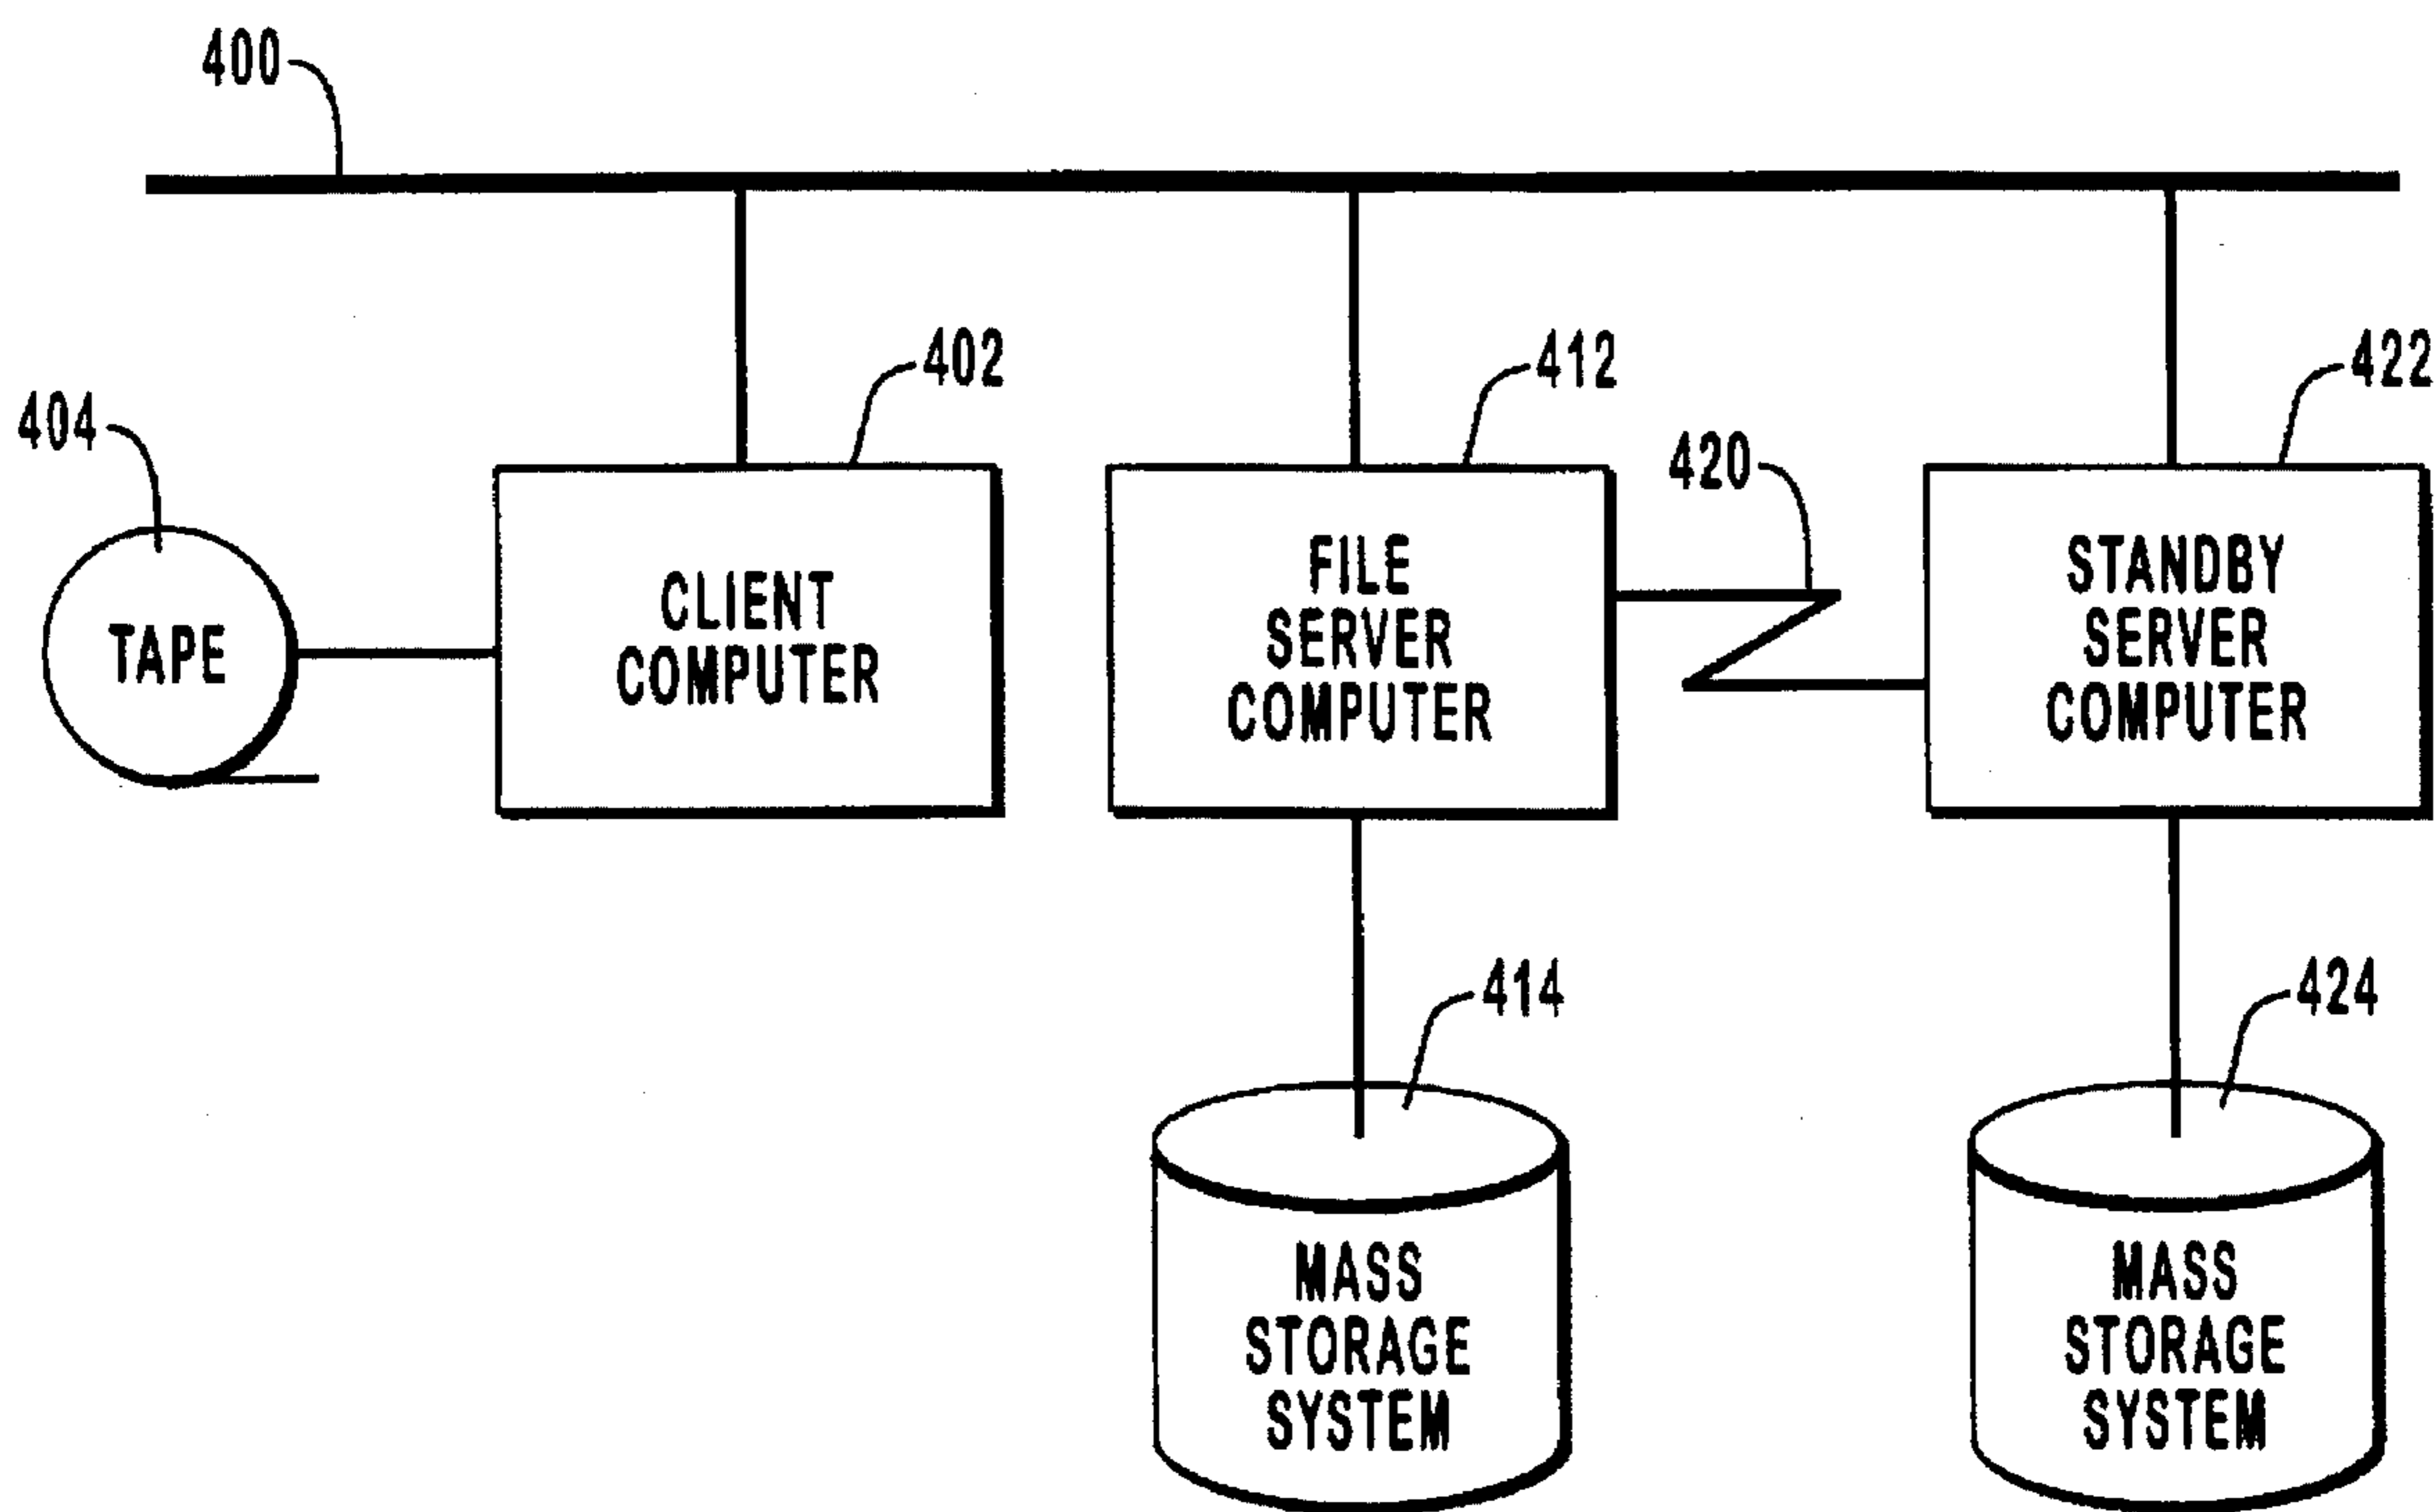 400
402
412
422
404
420
TAPE
CLIENT
COMPUTER
FILE
SERVER
COMPUTER
STANDBY
SERVER
COMPUTER
414
424
MASS
STORAGE
SYSTEM
MASS
STORAGE
SYSTEM